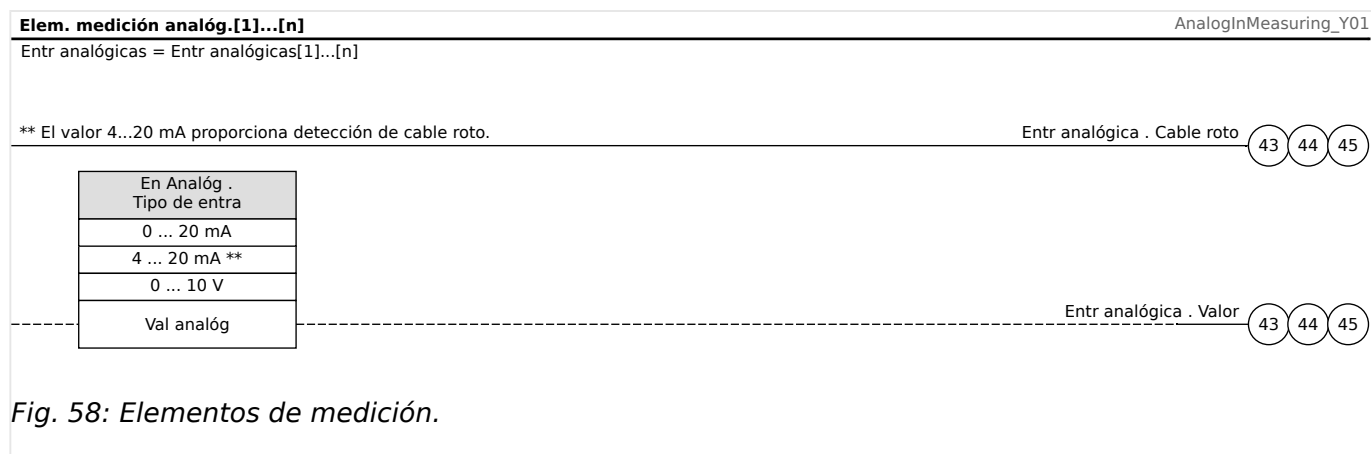 Elem. medición analóg.[1]...[n]
AnalogInMeasuring_Y01
Entr analógicas = Entr analógicas[1]...[n]
** El valor 4...20 mA proporciona detección de cable roto.
Entr analógica . Cable roto
43 44 45
En Analóg .
Tipo de entra
0 ... 20 mA
4 ... 20 mA **
0 ... 10 V
Val analóg
Entr analógica . Valor
43 44 45
Fig. 58: Elementos de medición.